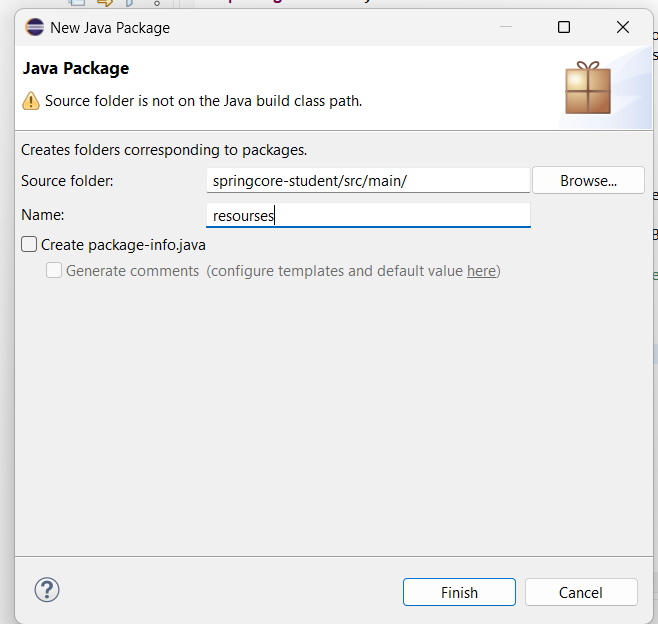 New Java Package
Java Package
Source folder is not on the Java build class path.
Creates folders corresponding to packages.
Source folder: springcore-student/src/main/ Browse...
Name: resourses
Create package-info.java
Generate comments (configure templates and default value here)
? Finish Cancel